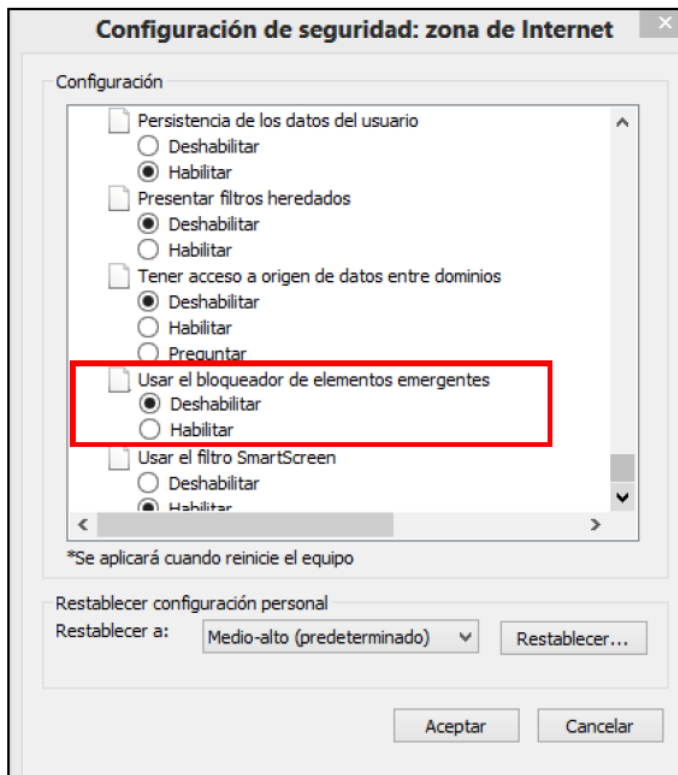 Configuración de seguridad: zona de Internet
Configuración
Persistencia de los datos del usuario
Deshabilitar
Habilitar
Presentar filtros heredados
Deshabilitar
Habilitar
Tener acceso a origen de datos entre dominios
Deshabilitar
Habilitar
Preguntar
Usar el bloqueador de elementos emergentes
Deshabilitar
Habilitar
Usar el filtro SmartScreen
Deshabilitar
Habilitar
*Se aplicará cuando reinicie el equipo
Restablecer configuración personal
Restablecer a:
Medio-alto (predeterminado)
Restablecer...
Aceptar
Cancelar